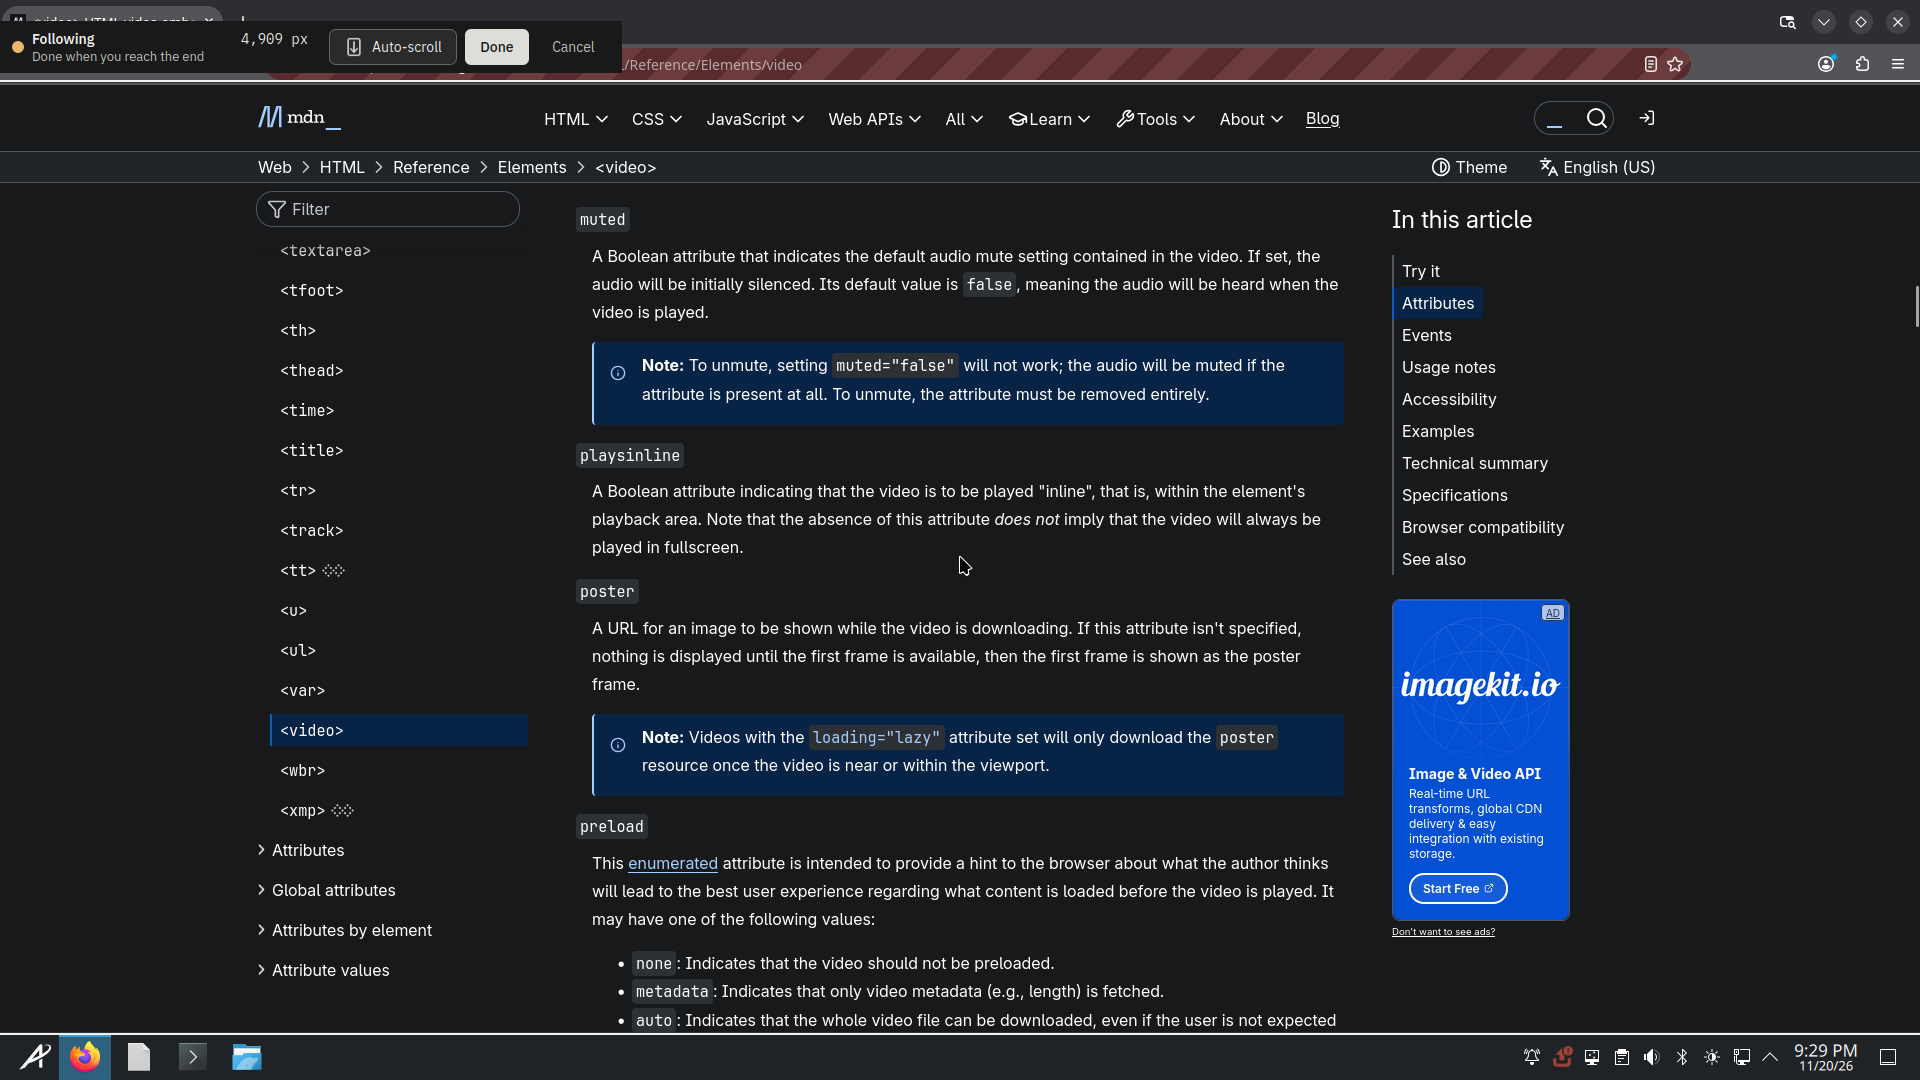 Following
Done when you reach the end
4,909 px
Auto-scroll
Done
Cancel
/Reference/Elements/video
mdn_
HTML
CSS
JavaScript
Web APIs
All
Learn
Tools
About
Blog
Web
HTML
Reference
Elements
<video>
Theme
English (US)
Filter
<textarea>
<tfoot>
<th>
<thead>
<time>
<title>
<tr>
<track>
<tt>
<u>
<ul>
<var>
<video>
<wbr>
<xmp>
Attributes
Global attributes
Attributes by element
Attribute values
muted
A Boolean attribute that indicates the default audio mute setting contained in the video. If set, the
audio will be initially silenced. Its default value is false, meaning the audio will be heard when the
video is played.
Note: To unmute, setting muted="false" will not work; the audio will be muted if the
attribute is present at all. To unmute, the attribute must be removed entirely.
playsinline
A Boolean attribute indicating that the video is to be played "inline", that is, within the element's
playback area. Note that the absence of this attribute does not imply that the video will always be
played in fullscreen.
poster
A URL for an image to be shown while the video is downloading. If this attribute isn't specified,
nothing is displayed until the first frame is available, then the first frame is shown as the poster
frame.
Note: Videos with the loading="lazy" attribute set will only download the poster
resource once the video is near or within the viewport.
preload
This enumerated attribute is intended to provide a hint to the browser about what the author thinks
will lead to the best user experience regarding what content is loaded before the video is played. It
may have one of the following values:
• none: Indicates that the video should not be preloaded.
• metadata: Indicates that only video metadata (e.g., length) is fetched.
• auto: Indicates that the whole video file can be downloaded, even if the user is not expected
In this article
Try it
Attributes
Events
Usage notes
Accessibility
Examples
Technical summary
Specifications
Browser compatibility
See also
AD
imagekit.io
Image & Video API
Real-time URL
transforms, global CDN
delivery & easy
integration with existing
storage.
Start Free
Don't want to see ads?
9:29 PM
11/20/26